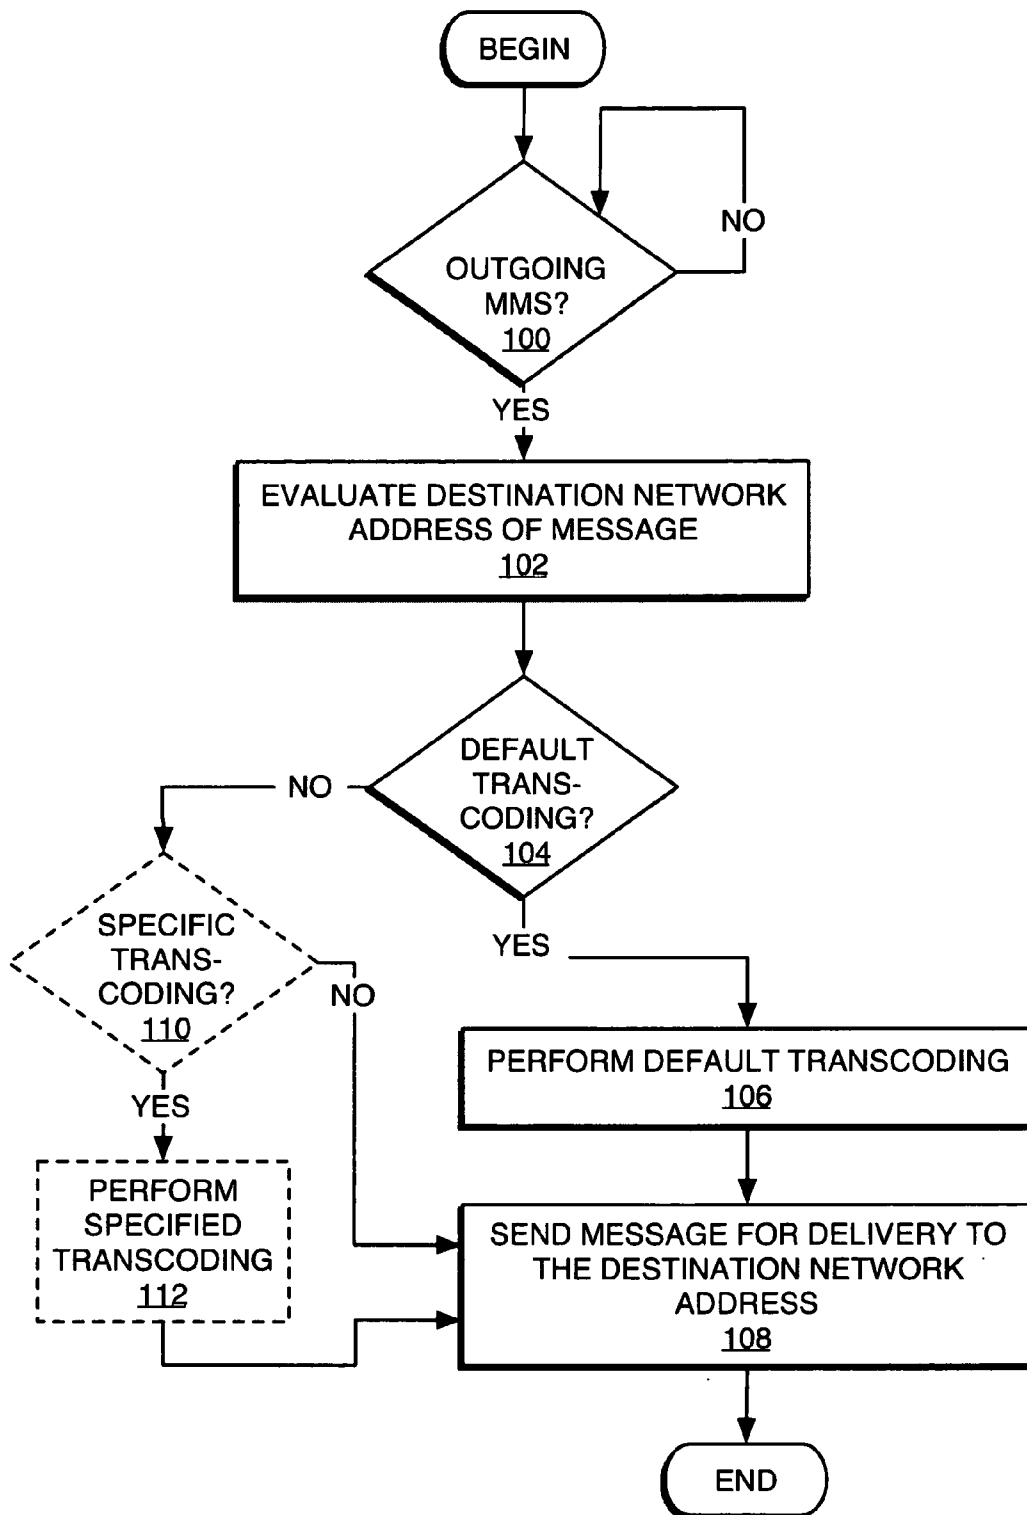 BEGIN
NO
OUTGOING
MMS?
100
YES
EVALUATE DESTINATION NETWORK
ADDRESS OF MESSAGE
102
DEFAULT
TRANS-
CODING?
104
NO
YES
SPECIFIC
TRANS-
CODING?
110
NO
YES
PERFORM DEFAULT TRANSCODING
106
PERFORM
SPECIFIED
TRANSCODING
112
SEND MESSAGE FOR DELIVERY TO
THE DESTINATION NETWORK
ADDRESS
108
END